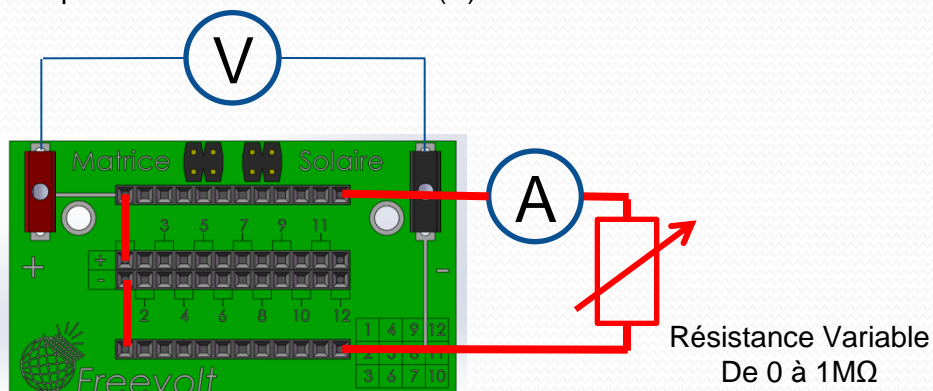 V
Matrice Solaire
A
3 5 7 9 11
+
+ -
-
2 4 6 8 10 12
1 4 9 12
3 6 7 10
Freevolt
Résistance Variable
De 0 à 1MΩ